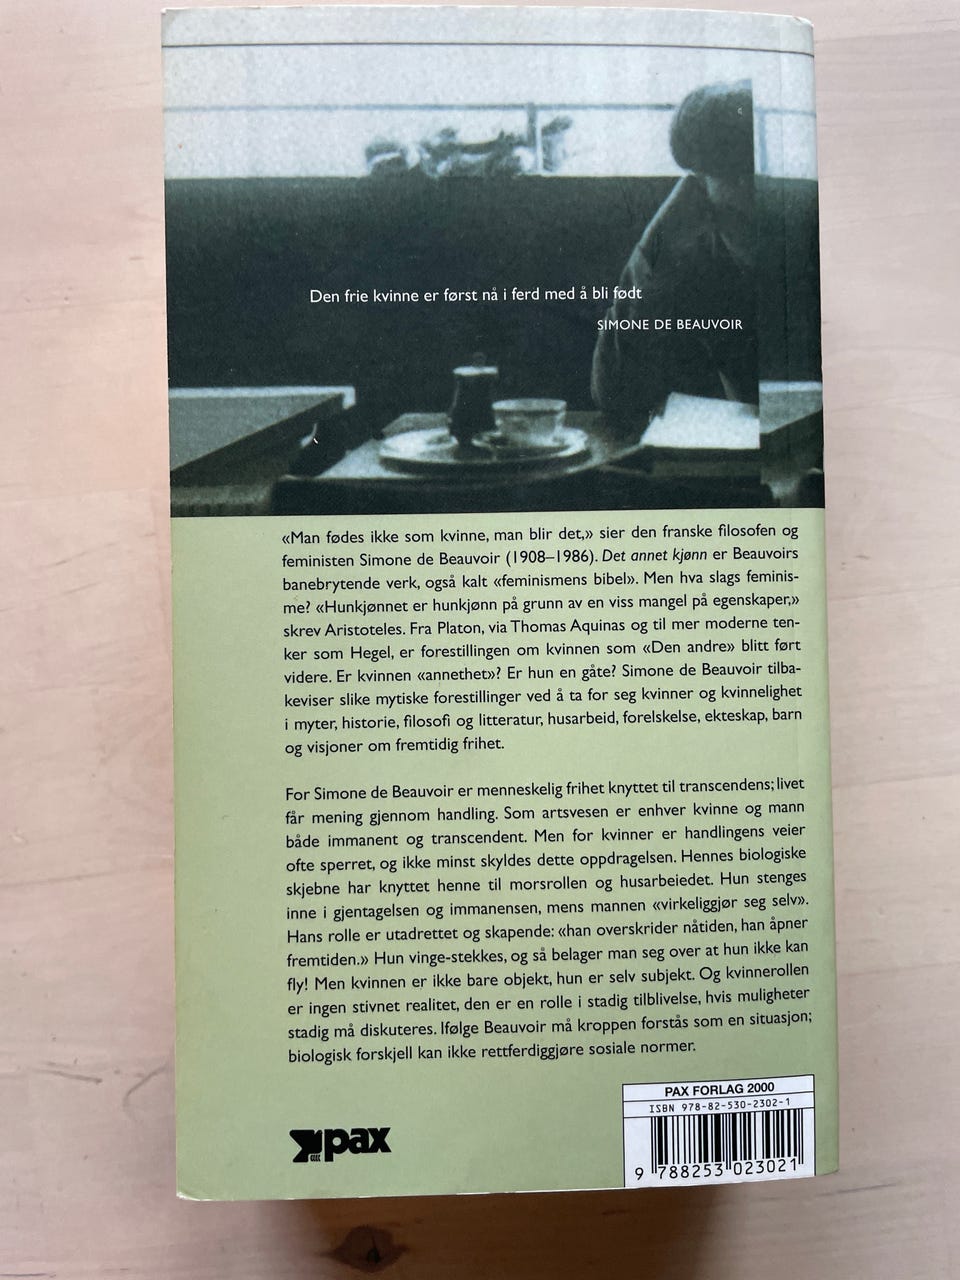 Den frie kvinne er først nå i ferd med å bli født
SIMONE DE BEAUVOIR
«Man fødes ikke som kvinne, man blir det,» sier den franske filosofen og
feministen Simone de Beauvoir (1908–1986). Det annet kjønn er Beauvoirs
banebrytende verk, også kalt «feminismens bibel». Men hva slags feminis-
me? «Hunkjønnet er hunkjønn på grunn av en viss mangel på egenskaper,»
skrev Aristoteles. Fra Platon, via Thomas Aquinas og til mer moderne ten-
ker som Hegel, er forestillingen om kvinnen som «Den andre» blitt ført
videre. Er kvinnen «annethet»? Er hun en gåte? Simone de Beauvoir tilba-
keviser slike mytiske forestillinger ved å ta for seg kvinner og kvinnelighet
i myter, historie, filosofi og litteratur, husarbeid, forelskelse, ekteskap, barn
og visjoner om fremtidig frihet.
For Simone de Beauvoir er menneskelig frihet knyttet til transcendens; livet
får mening gjennom handling. Som artsvesen er enhver kvinne og mann
både immanent og transcendent. Men for kvinner er handlingens veier
ofte sperret, og ikke minst skyldes dette oppdragelsen. Hennes biologiske
skjebne har knyttet henne til morsrollen og husarbeiedet. Hun stenges
inne i gjentagelsen og immanensen, mens mannen «virkeliggjør seg selv».
Hans rolle er utadrettet og skapende: «han overskrider nåtiden, han åpner
fremtiden.» Hun vinge-stekkes, og så belager man seg over at hun ikke kan
fly! Men kvinnen er ikke bare objekt, hun er selv subjekt. Og kvinnerollen
er ingen stivnet realitet, den er en rolle i stadig tilblivelse, hvis muligheter
stadig må diskuteres. Ifølge Beauvoir må kroppen forstås som en situasjon;
biologisk forskjell kan ikke rettferdiggjøre sosiale normer.
PAX FORLAG 2000
ISBN 978-82-530-2302-1
9 788253 023021
pax